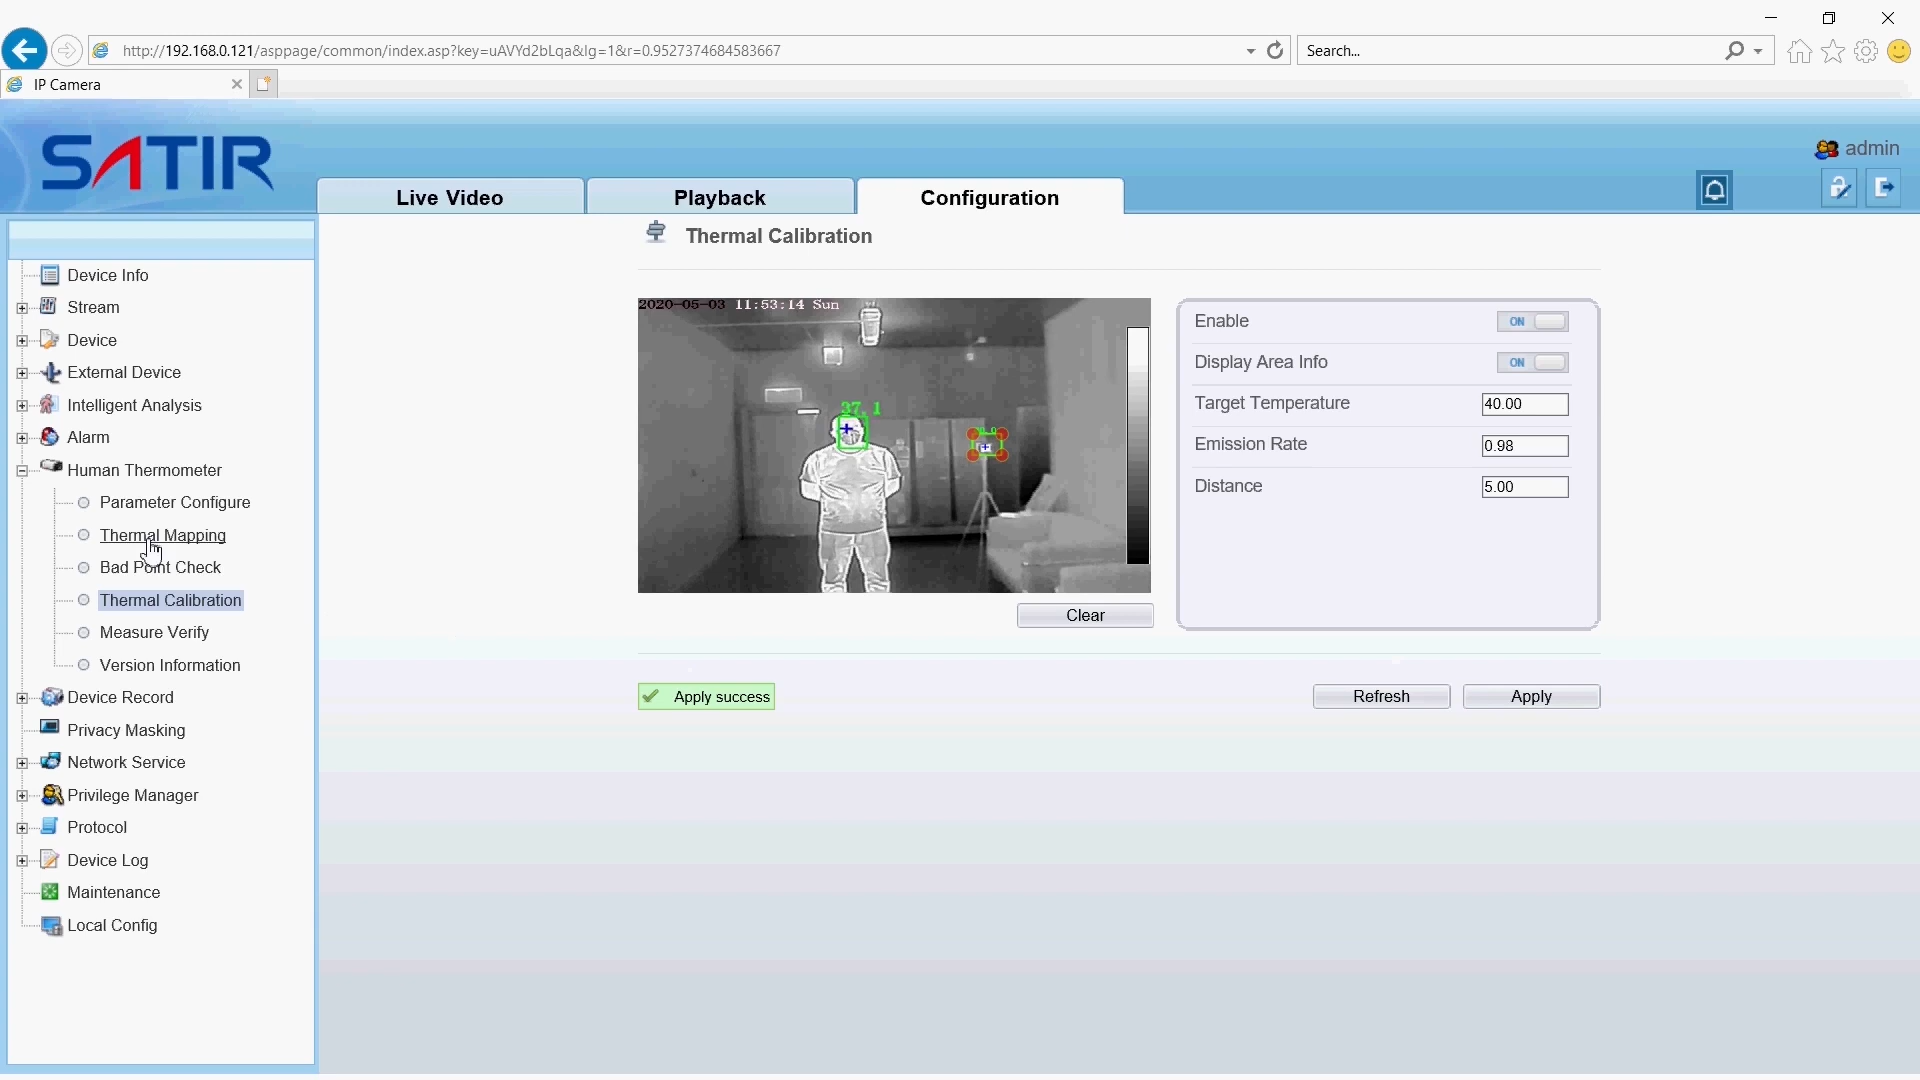 http://192.168.0.121/asppage/common/index.asp?key=uAVYd2bLqa&lg=1&r=0.9527374684583667
Search...
IP Camera
SATIR
admin
Live Video
Playback
Configuration
Thermal Calibration
Device Info
Stream
Device
External Device
Intelligent Analysis
Alarm
Human Thermometer
Parameter Configure
Thermal Mapping
Bad Point Check
Thermal Calibration
Measure Verify
Version Information
Device Record
Privacy Masking
Network Service
Privilege Manager
Protocol
Device Log
Maintenance
Local Config
2020-05-03 11:53:14 Sun
37.1
Clear
Enable ON
Display Area Info ON
Target Temperature 40.00
Emission Rate 0.98
Distance 5.00
Apply success
Refresh
Apply